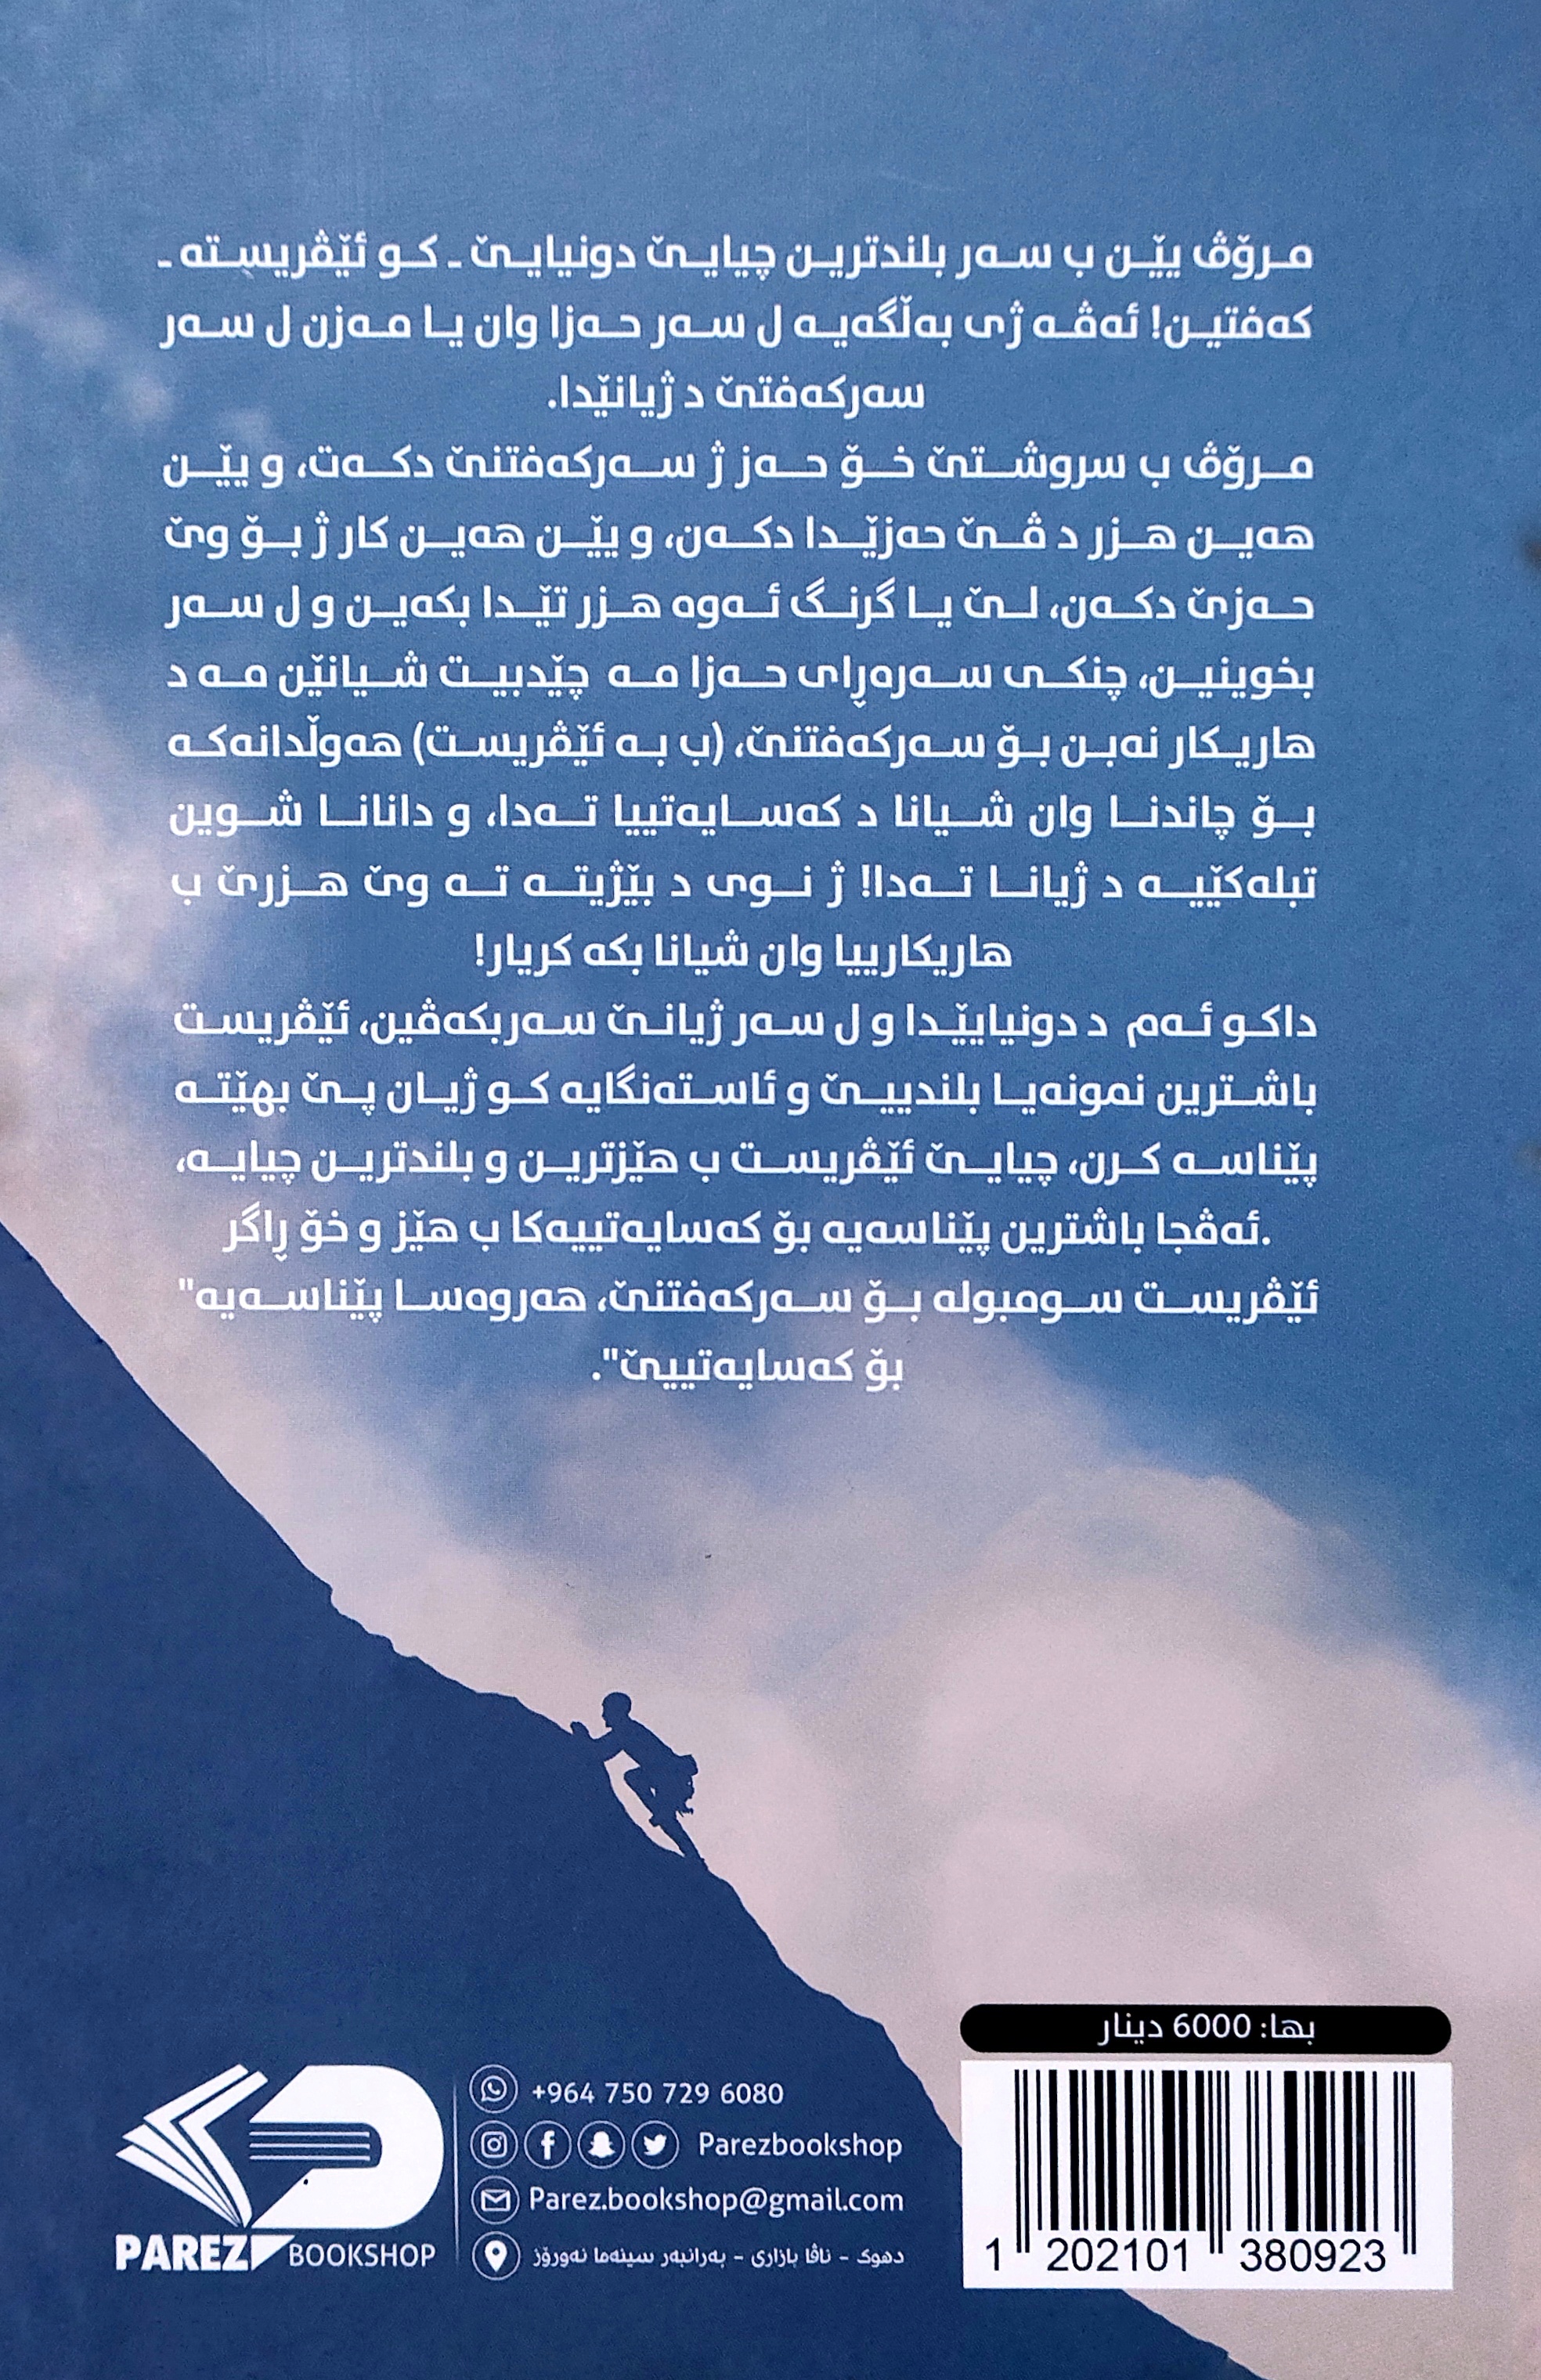 مرۆڤ یێن ب سەر بلندترین چیایێ دونیایێ ـ کو ئێڤریستە ـ
کەفتین! ئەڤە ژی بەڵگەیە ل سەر حەزا وان یا مەزن ل سەر
سەرکەفتێ د ژیانێدا.
مرۆڤ ب سروشتێ خۆ حەز ژ سەرکەفتنێ دکەت، و یێن
هەین هزر د ڤێ حەزێدا دکەن، و یێن هەین کار ژ بۆ وێ
حەزێ دکەن، لێ یا گرنگ ئەوە هزر تێدا بکەین و ل سەر
بخوینین، چنکی سەرەڕای حەزا مە چێدبیت شیانێن مە د
هاریکار نەبن بۆ سەرکەفتنێ، (ب بە ئێڤریست) هەوڵدانەکە
بۆ چاندنا وان شیانا د کەسایەتییا تەدا، و دانانا شوین
تبلەکێیە د ژیانا تەدا! ژ نوی د بێژیتە تە وێ هزرێ ب
هاریکارییا وان شیانا بکە کریار!
داکو ئەم د دونیاییێدا و ل سەر ژیانێ سەربکەڤین، ئێڤریست
باشترین نمونەیا بلندییێ و ئاستەنگایە کو ژیان پێ بهێتە
پێناسە کرن، چیایێ ئێڤریست ب هێزترین و بلندترین چیایە،
.ئەڤجا باشترین پێناسەیە بۆ کەسایەتییەکا ب هێز و خۆ ڕاگر
ئێڤریست سومبولە بۆ سەرکەفتنێ، هەروەسا پێناسەیە"
بۆ کەسایەتییێ".
بها: 6000 دینار
1 202101 380923
+964 750 729 6080
Parezbookshop
Parez.bookshop@gmail.com
دهوک - ناڤا بازاری - بەرانبەر سینەما نەورۆز
PAREZ BOOKSHOP